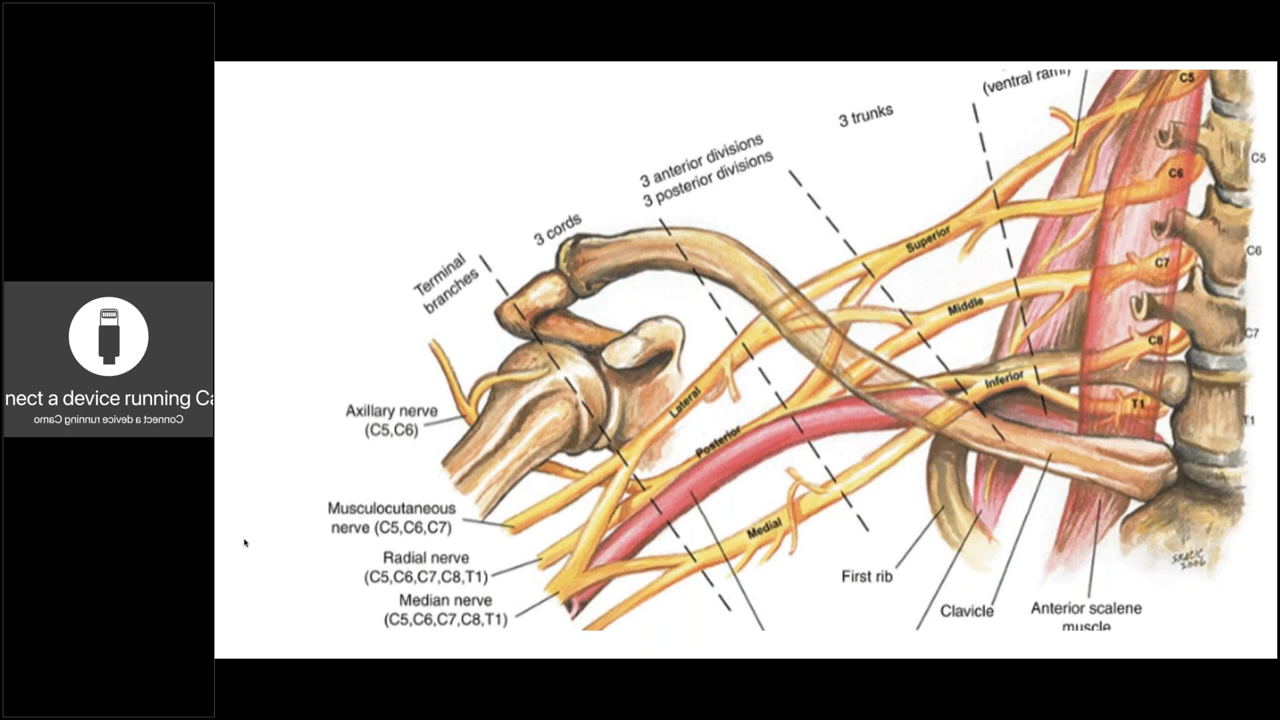 nect a device running Ca
Connect a device running Camo
(ventral rami)
3 trunks
3 anterior divisions
3 posterior divisions
3 cords
Terminal
branches
C5
C6
C7
C8
T1
C5
C6
C7
T1
Superior
Middle
Inferior
Lateral
Posterior
Medial
Axillary nerve
(C5,C6)
Musculocutaneous
nerve (C5,C6,C7)
Radial nerve
(C5,C6,C7,C8,T1)
Median nerve
(C5,C6,C7,C8,T1)
First rib
Clavicle
Anterior scalene
muscle
2006